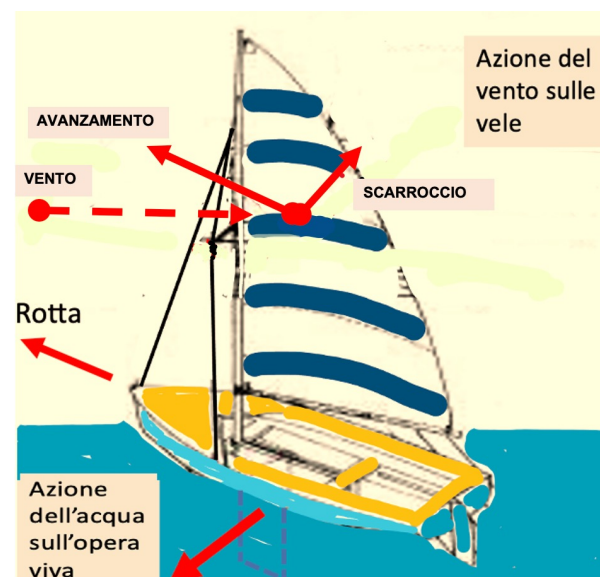 Azione del
vento sulle
vele
AVANZAMENTO
VENTO
SCARROCCIO
Rotta
Azione
dell'acqua
sull'opera
viva